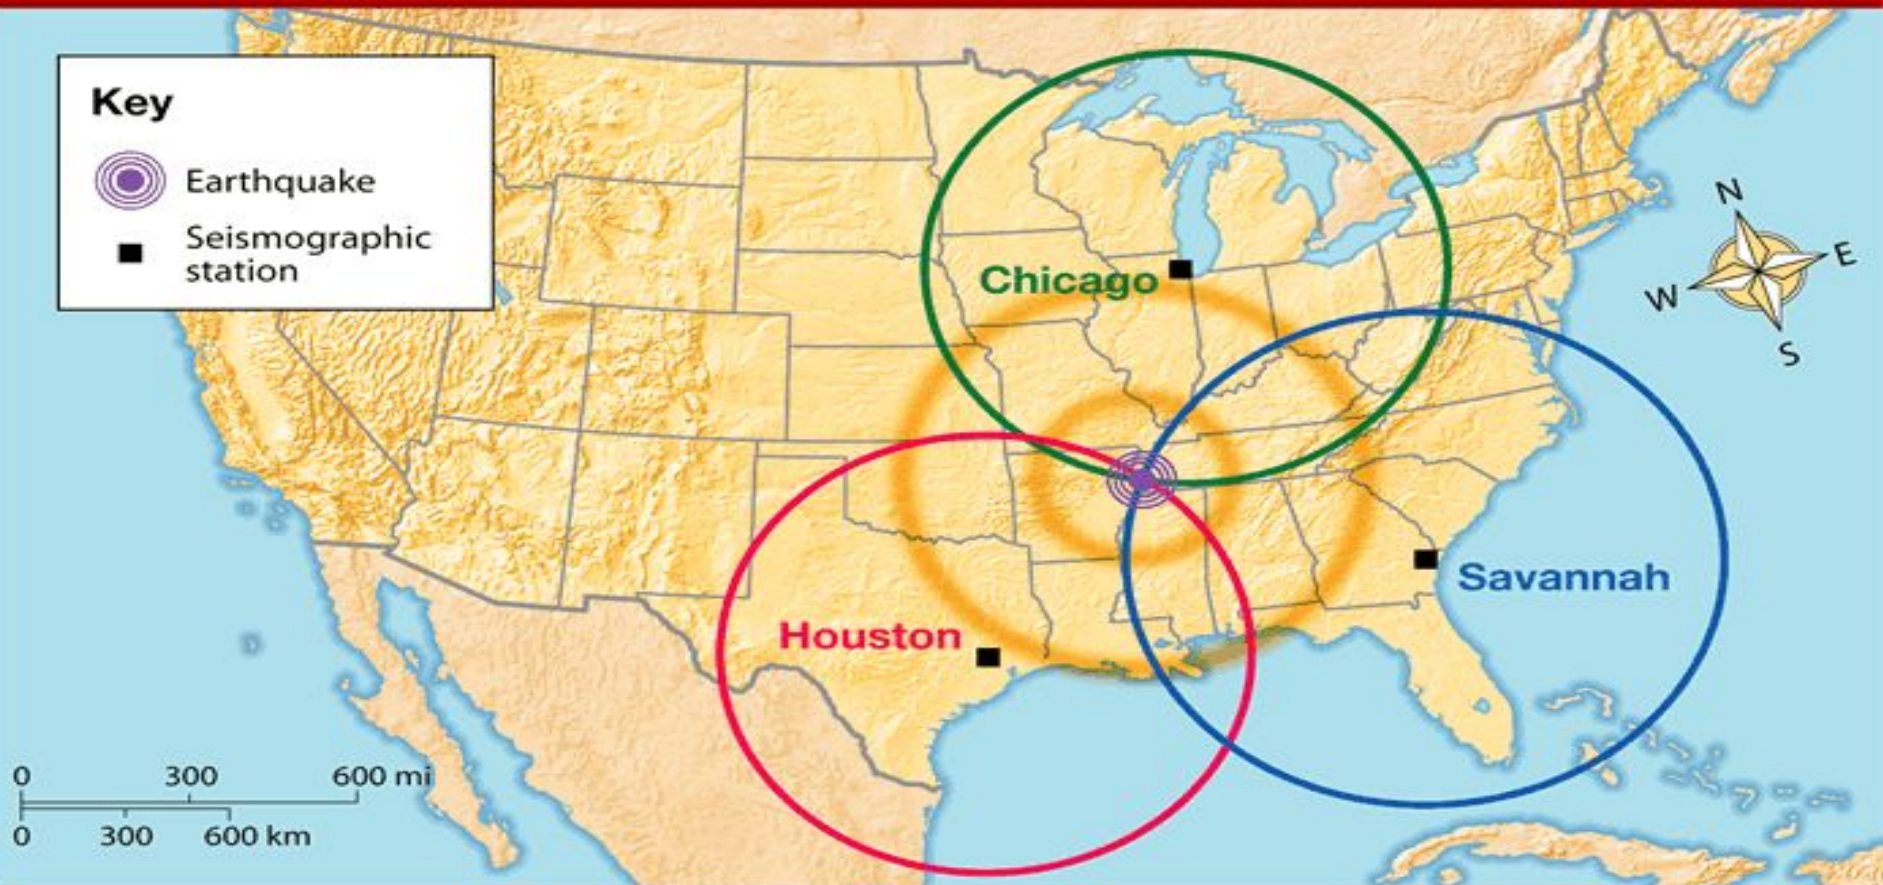 Key
Earthquake
Seismographic
station
N
E
W
S
Chicago
Savannah
Houston
0 300 600 mi
0 300 600 km